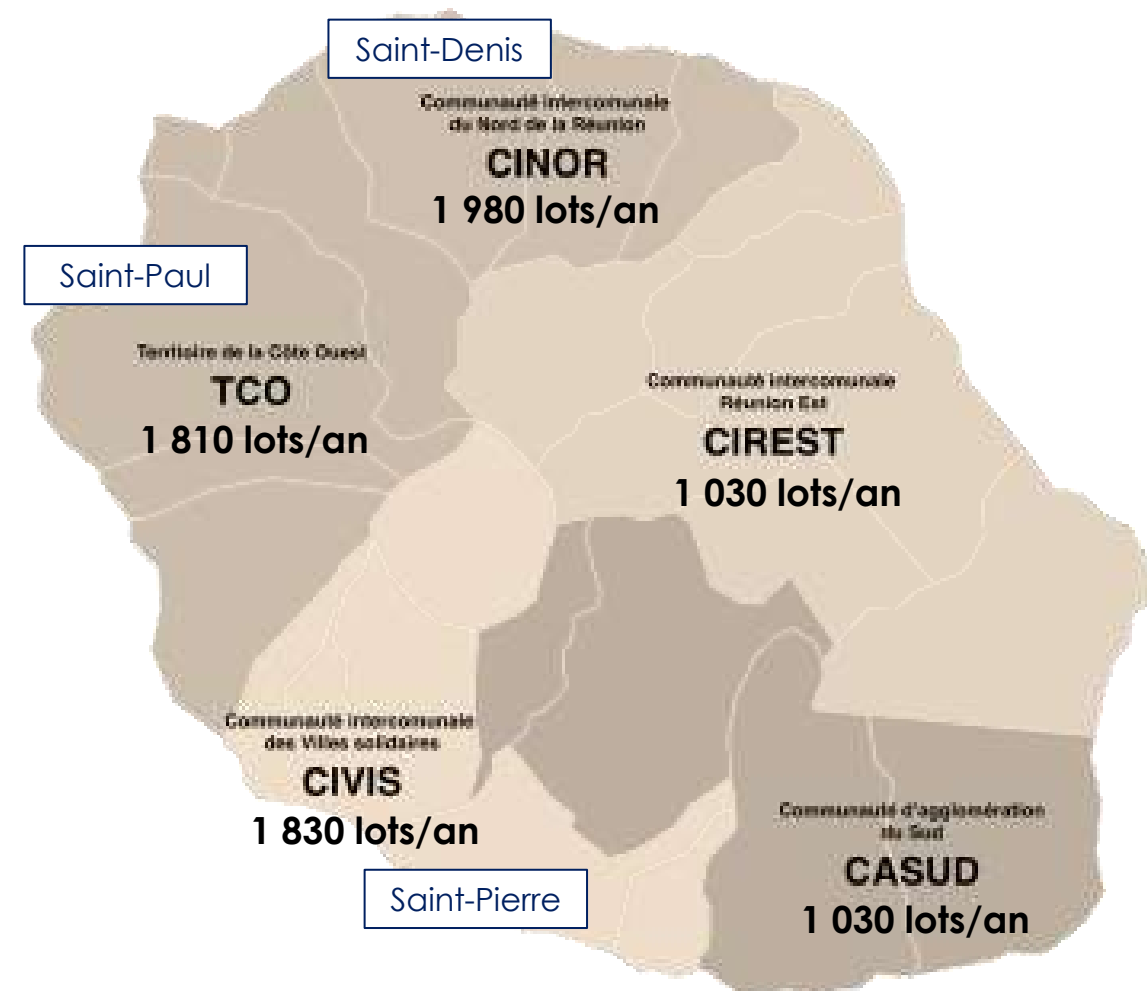 Saint-Denis
Communauté intercomunale
du Nord de la Réunion
CINOR
1 980 lots/an
Saint-Paul
Territoire de la Côte Ouest
TCO
1 810 lots/an
Communauté intercomunale
Réunion Est
CIREST
1 030 lots/an
Communauté intercomunale
des Villes solidaires
CIVIS
1 830 lots/an
Communauté d'agglomération
du Sud
CASUD
1 030 lots/an
Saint-Pierre